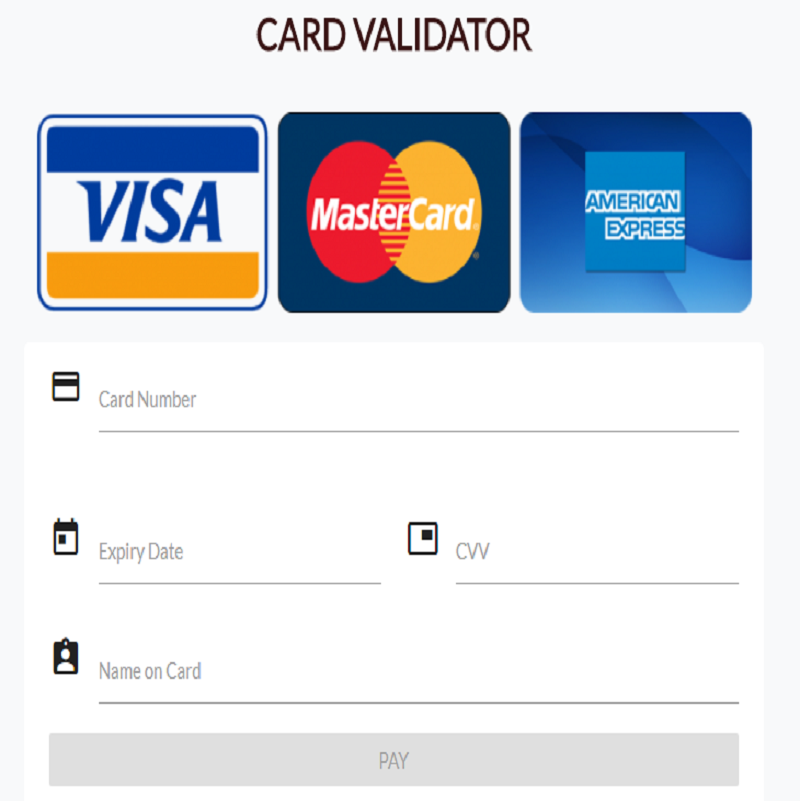 CARD VALIDATOR
VISA
MasterCard
AMERICAN
EXPRESS
Card Number
Expiry Date
CVV
Name on Card
PAY